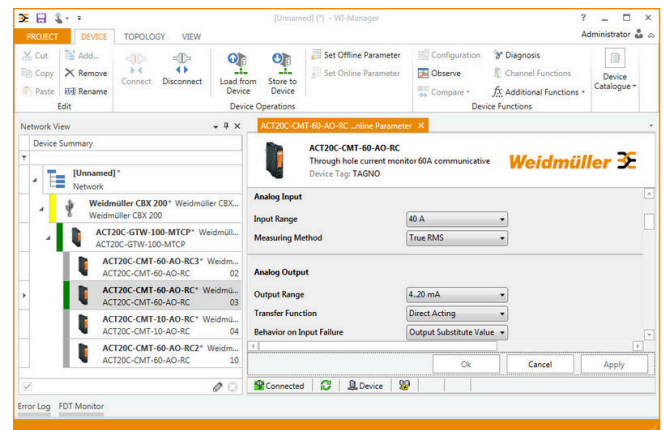 [Unnamed] (*) - WI-Manager
?
PROJECT DEVICE TOPOLOGY VIEW
Administrator
Cut Add... Set Offline Parameter Configuration Diagnosis
Copy Remove Connect Disconnect Load from Device Store to Device Set Online Parameter Observe Channel Functions Device Catalogue
Paste Rename Compare fx Additional Functions
Edit Device Operations Device Functions
Network View
Device Summary
[Unnamed]*
Network
Weidmüller CBX 200* Weidmüller CBX...
Weidmüller CBX 200
ACT20C-GTW-100-MTCP* Weidmüll...
ACT20C-GTW-100-MTCP
ACT20C-CMT-60-AO-RC3* Weidm...
ACT20C-CMT-60-AO-RC 02
ACT20C-CMT-60-AO-RC* Weidmü...
ACT20C-CMT-60-AO-RC 03
ACT20C-CMT-10-AO-RC* Weidmü...
ACT20C-CMT-10-AO-RC 04
ACT20C-CMT-60-AO-RC2* Weidm...
ACT20C-CMT-60-AO-RC 10
ACT20C-CMT-60-AO-RC ..nline Parameter
ACT20C-CMT-60-AO-RC
Through hole current monitor 60A communicative
Device Tag: TAGNO
Weidmüller
Analog Input
Input Range 40 A
Measuring Method True RMS
Analog Output
Output Range 4..20 mA
Transfer Function Direct Acting
Behavior on Input Failure Output Substitute Value
Ok Cancel Apply
Connected Device
Error Log FDT Monitor